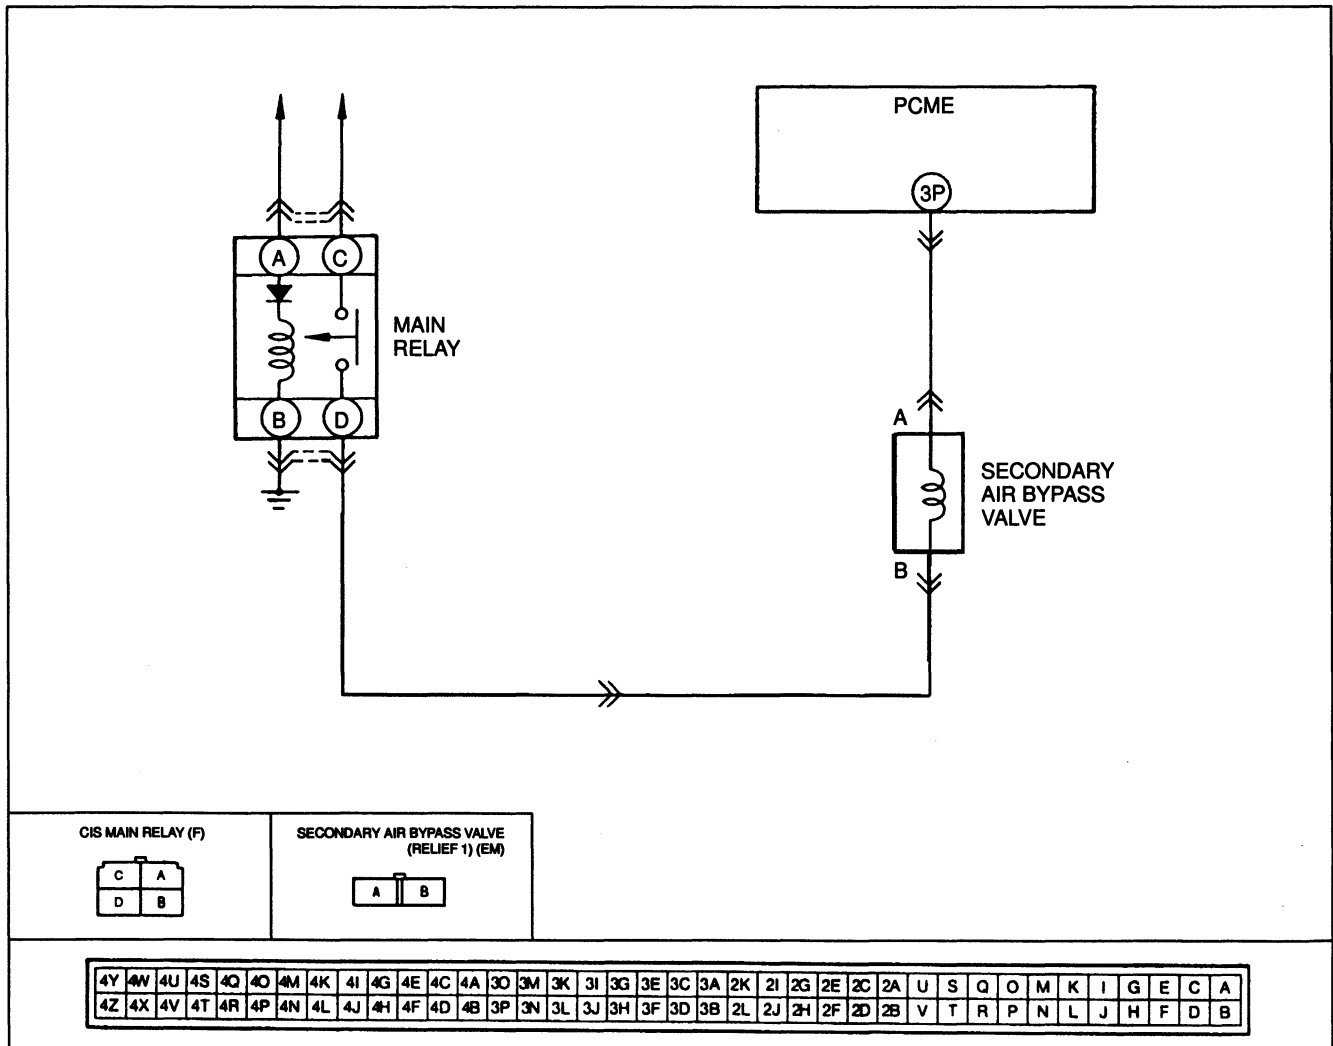 PCME
3P
A C
MAIN
RELAY
B D
A
SECONDARY
AIR BYPASS
VALVE
B
CIS MAIN RELAY (F)
C A
D B
SECONDARY AIR BYPASS VALVE
(RELIEF 1) (EM)
A B
4Y 4W 4U 4S 4Q 4O 4M 4K 4I 4G 4E 4C 4A 3O 3M 3K 3I 3G 3E 3C 3A 2K 2I 2G 2E 2C 2A U S Q O M K I G E C A
4Z 4X 4V 4T 4R 4P 4N 4L 4J 4H 4F 4D 4B 3P 3N 3L 3J 3H 3F 3D 3B 2L 2J 2H 2F 2D 2B V T R P N L J H F D B